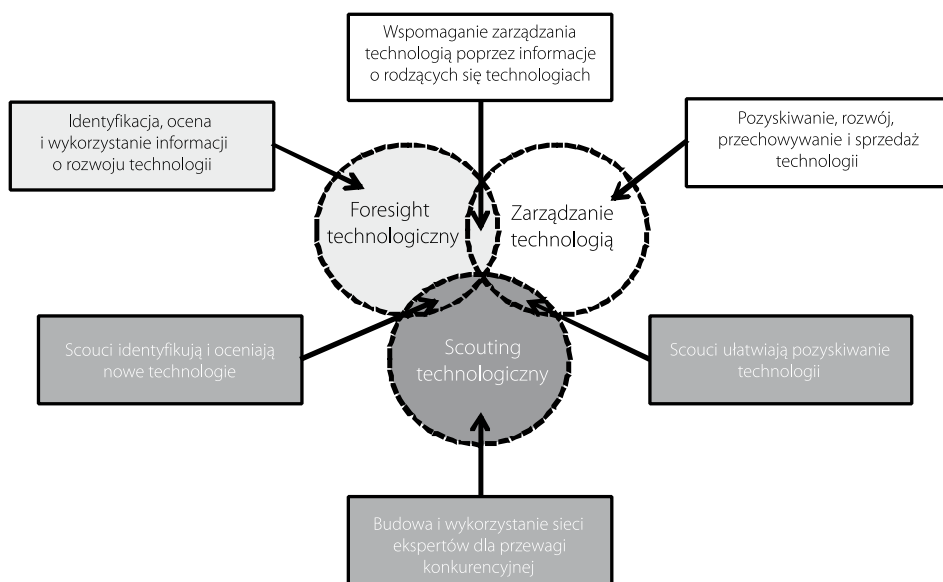 Wspomaganie zarządzania
technologią poprzez informacje
o rodzących się technologiach
Identyfikacja, ocena
i wykorzystanie informacji
o rozwoju technologii
Pozyskiwanie, rozwój,
przechowywanie i sprzedaż
technologii
Foresight
technologiczny
Zarządzanie
technologią
Scouci identyfikują i oceniają
nowe technologie
Scouting
technologiczny
Scouci ułatwiają pozyskiwanie
technologii
Budowa i wykorzystanie sieci
ekspertów dla przewagi
konkurencyjnej